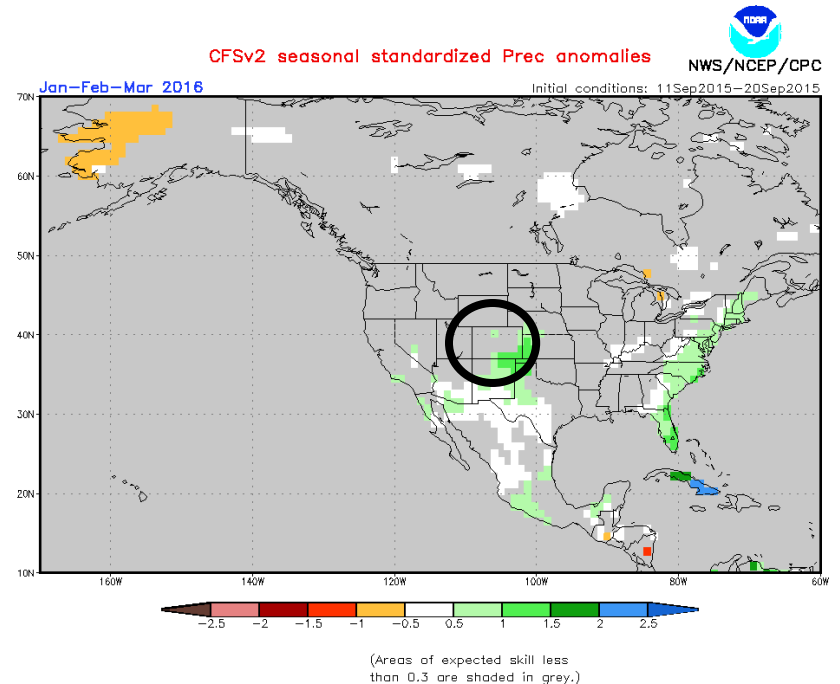 NOAA
CFSv2 seasonal standardized Prec anomalies
NWS/NCEP/CPC
Jan-Feb-Mar 2016
Initial conditions: 11Sep2015-20Sep2015
70N
60N
50N
40N
30N
20N
10N
160W 140W 120W 100W 80W 60W
-2.5 -2 -1.5 -1 -0.5 0.5 1 1.5 2 2.5
(Areas of expected skill less
than 0.3 are shaded in grey.)